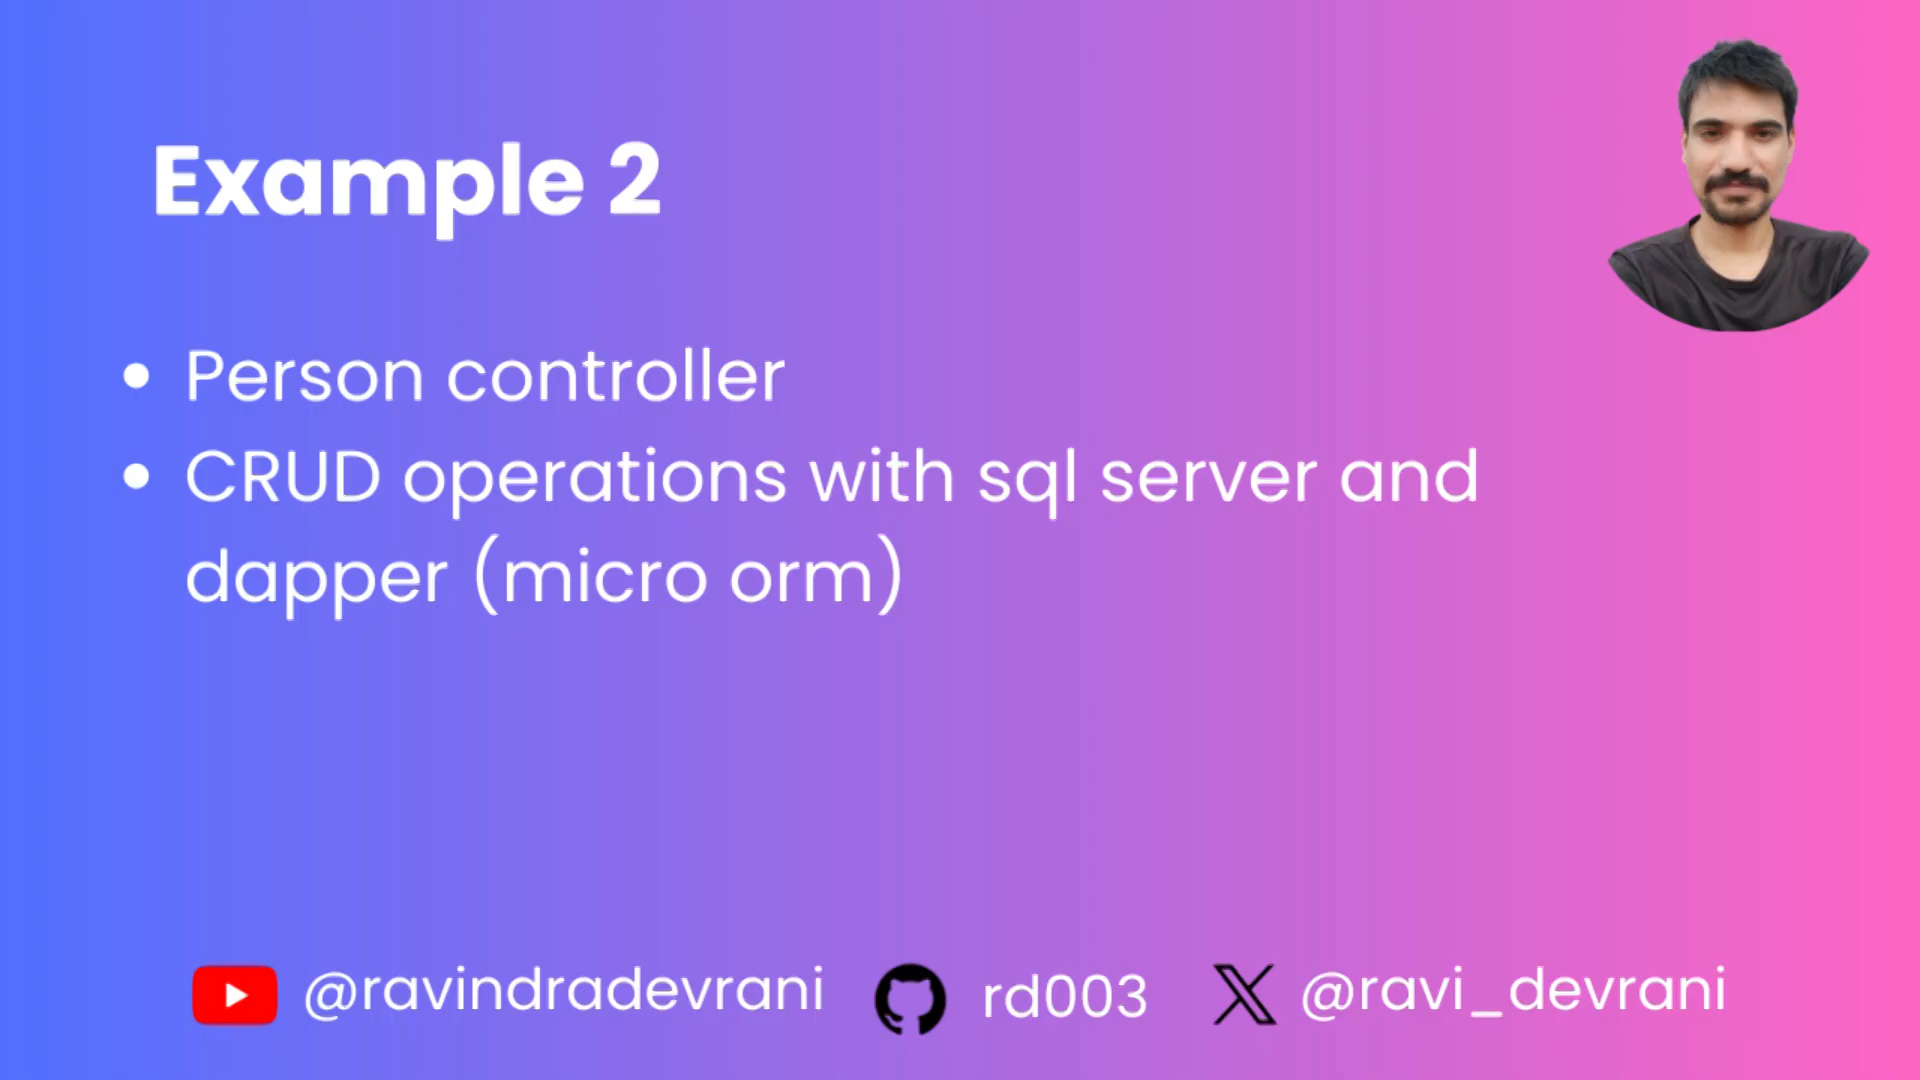 Example 2
• Person controller
• CRUD operations with sql server and
dapper (micro orm)
@ravindradevrani rd003 @ravi_devrani